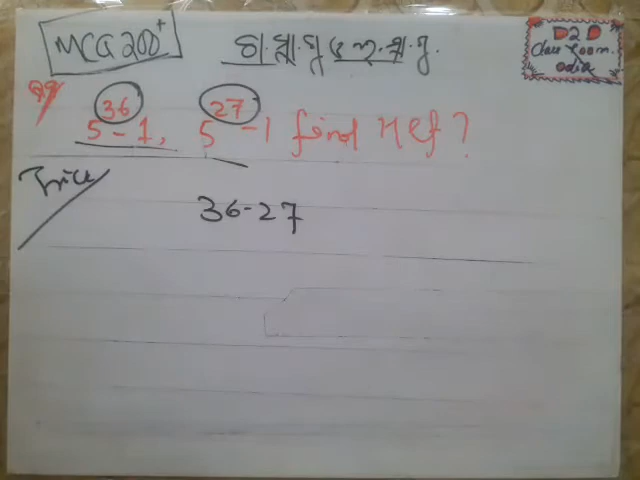 MCQ 200+
D2D
Class Room
Odia
5^36 - 1, 5^27 - 1 find HCf?
Trick
36-27